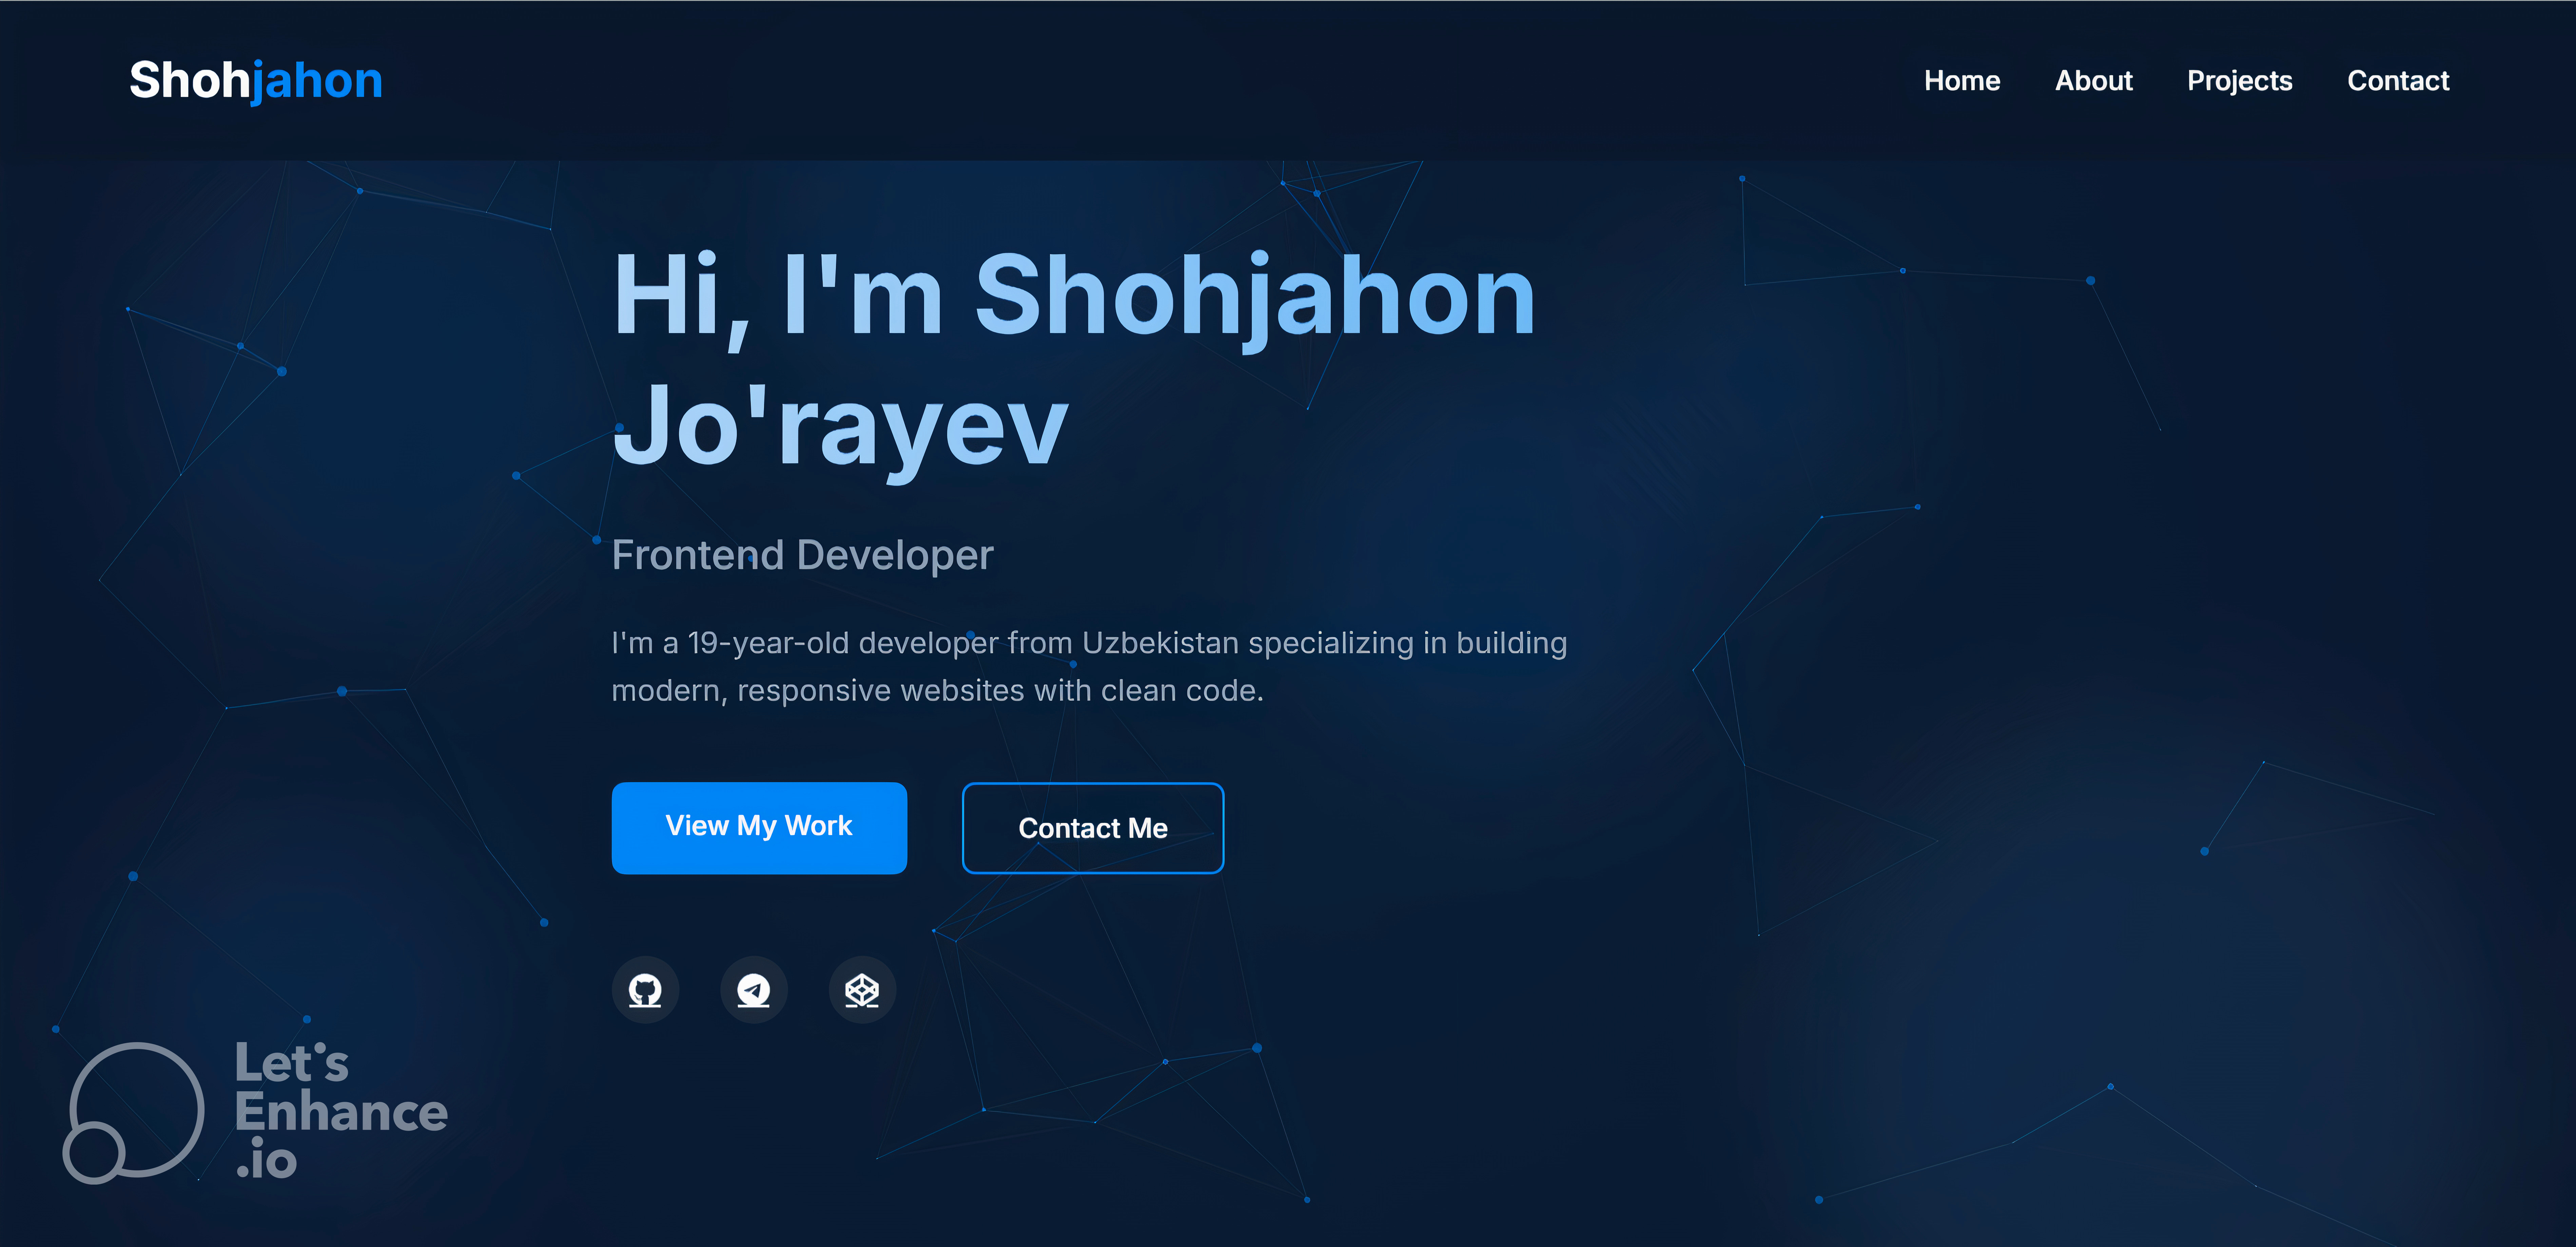 Shohjahon
Home About Projects Contact
Hi, I'm Shohjahon
Jo'rayev
Frontend Developer
I'm a 19-year-old developer from Uzbekistan specializing in building
modern, responsive websites with clean code.
View My Work Contact Me
Let's
Enhance
.io